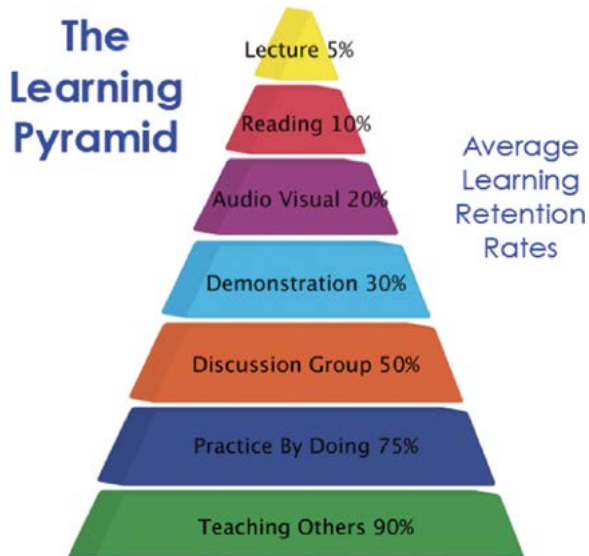 The
Learning
Pyramid
Lecture 5%
Reading 10%
Audio Visual 20%
Demonstration 30%
Discussion Group 50%
Practice By Doing 75%
Teaching Others 90%
Average
Learning
Retention
Rates